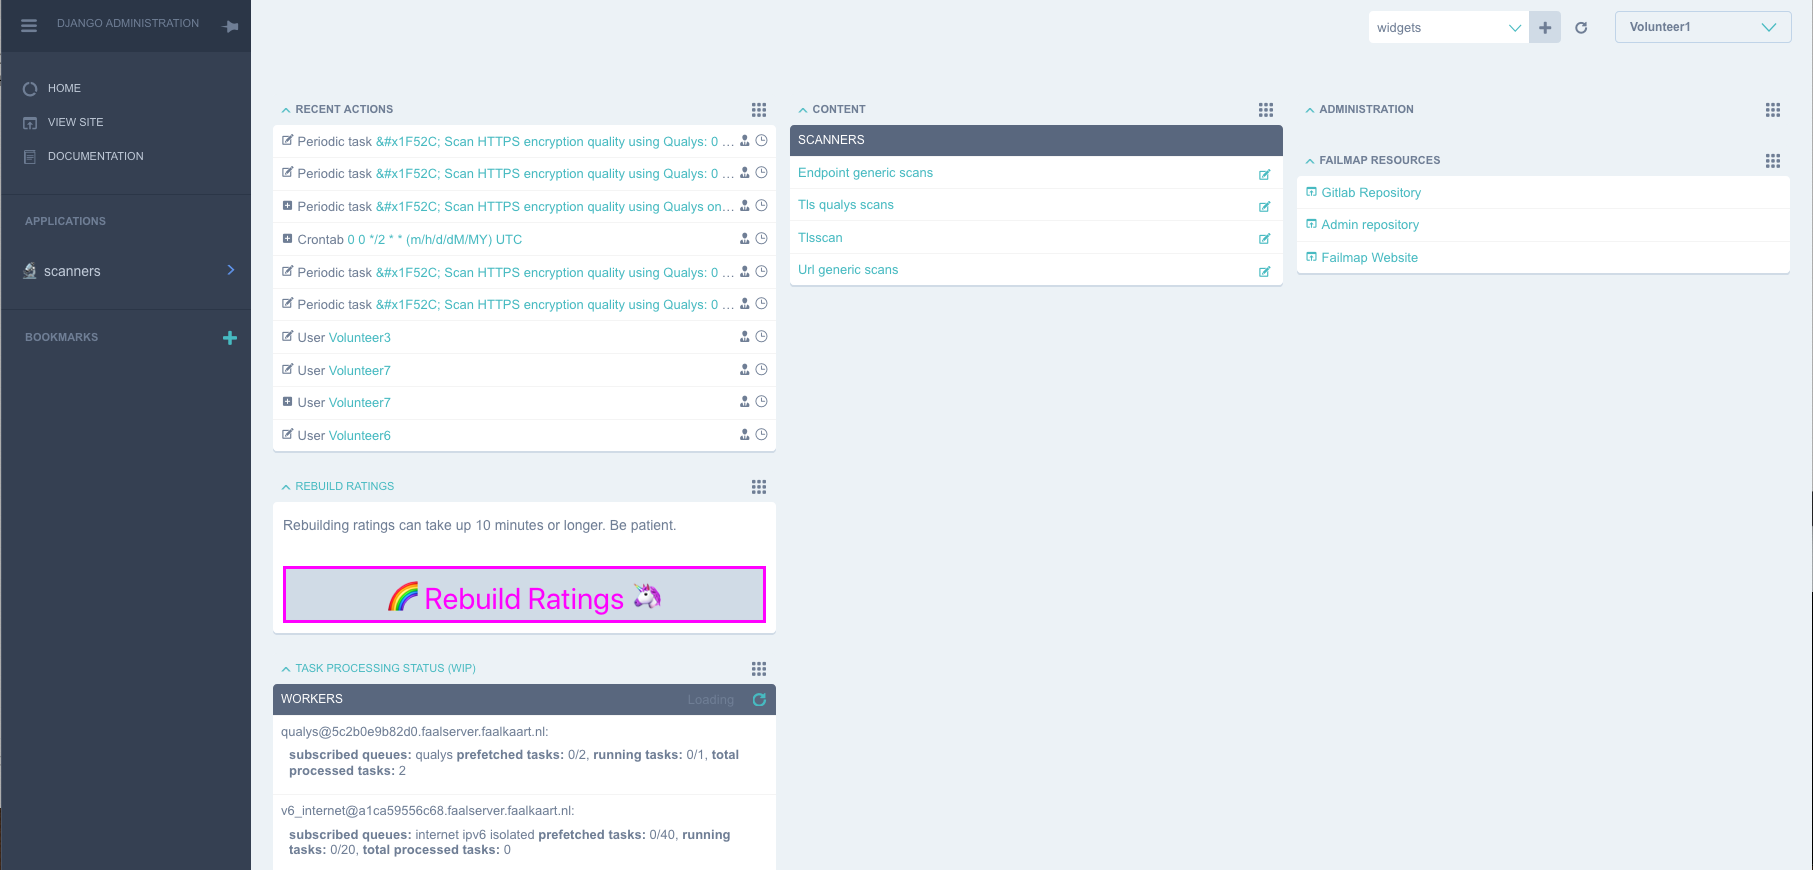 DJANGO ADMINISTRATION
HOME
VIEW SITE
DOCUMENTATION
APPLICATIONS
scanners
BOOKMARKS
widgets
Volunteer1
RECENT ACTIONS
Periodic task &#x1F52C; Scan HTTPS encryption quality using Qualys: 0 ...
Periodic task &#x1F52C; Scan HTTPS encryption quality using Qualys: 0 ...
Periodic task &#x1F52C; Scan HTTPS encryption quality using Qualys on...
Crontab 0 0 */2 * * (m/h/d/dM/MY) UTC
Periodic task &#x1F52C; Scan HTTPS encryption quality using Qualys: 0 ...
Periodic task &#x1F52C; Scan HTTPS encryption quality using Qualys: 0 ...
User Volunteer3
User Volunteer7
User Volunteer7
User Volunteer6
REBUILD RATINGS
Rebuilding ratings can take up 10 minutes or longer. Be patient.
🌈 Rebuild Ratings 🦄
TASK PROCESSING STATUS (WIP)
WORKERS Loading
qualys@5c2b0e9b82d0.faalserver.faalkaart.nl:
subscribed queues: qualys prefetched tasks: 0/2, running tasks: 0/1, total
processed tasks: 2
v6_internet@a1ca59556c68.faalserver.faalkaart.nl:
subscribed queues: internet ipv6 isolated prefetched tasks: 0/40, running
tasks: 0/20, total processed tasks: 0
CONTENT
SCANNERS
Endpoint generic scans
Tls qualys scans
Tlsscan
Url generic scans
ADMINISTRATION
FAILMAP RESOURCES
Gitlab Repository
Admin repository
Failmap Website